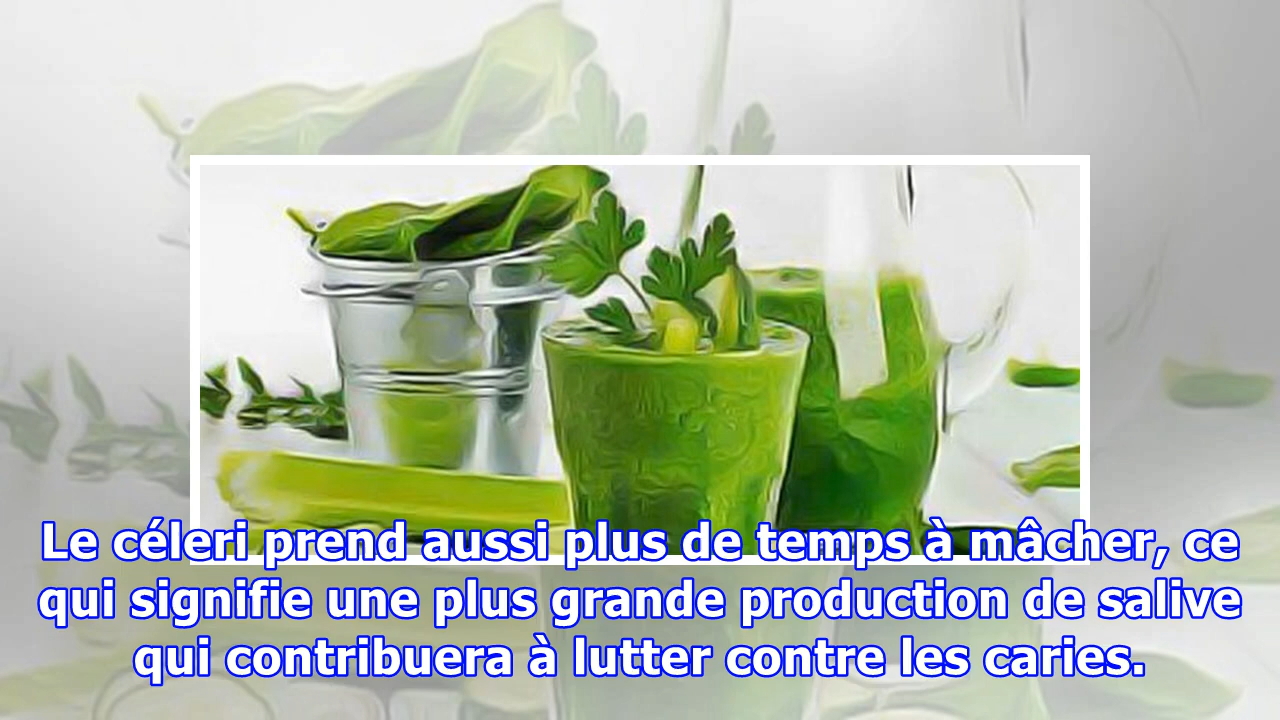 Le céleri prend aussi plus de temps à mâcher, ce
qui signifie une plus grande production de salive
qui contribuera à lutter contre les caries.